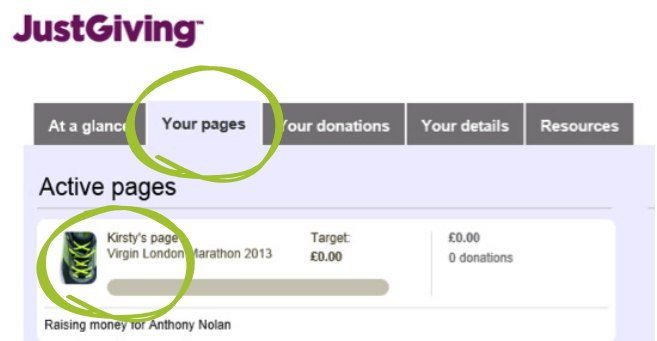 JustGiving™
At a glance Your pages Your donations Your details Resources
Active pages
Kirsty's page Target: £0.00
Virgin London Marathon 2013 £0.00 0 donations
Raising money for Anthony Nolan